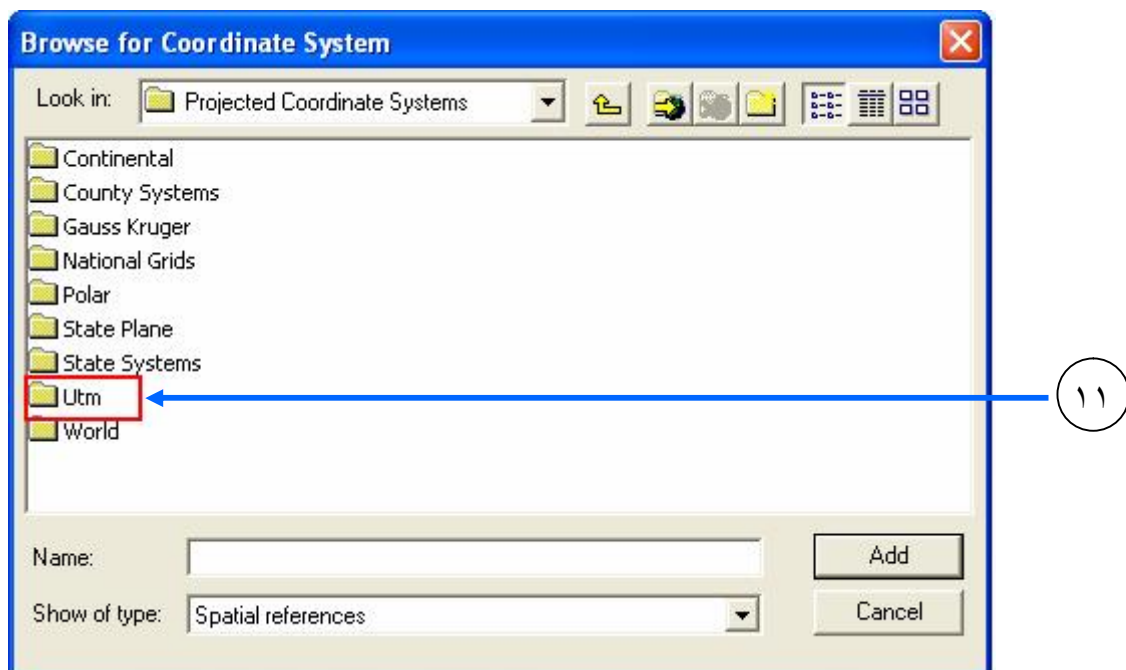 Browse for Coordinate System
Look in: Projected Coordinate Systems
Continental
County Systems
Gauss Kruger
National Grids
Polar
State Plane
State Systems
Utm
١١
World
Name:
Add
Show of type: Spatial references
Cancel